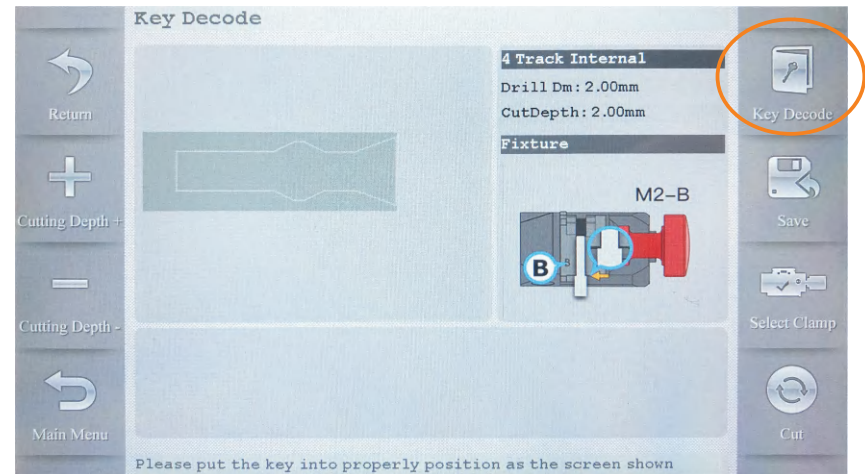 Key Decode
Return
Cutting Depth +
Cutting Depth -
Main Menu
4 Track Internal
Drill Dm: 2.00mm
CutDepth: 2.00mm
Fixture
M2-B
B
Key Decode
Save
Select Clamp
Cut
Please put the key into properly position as the screen shown